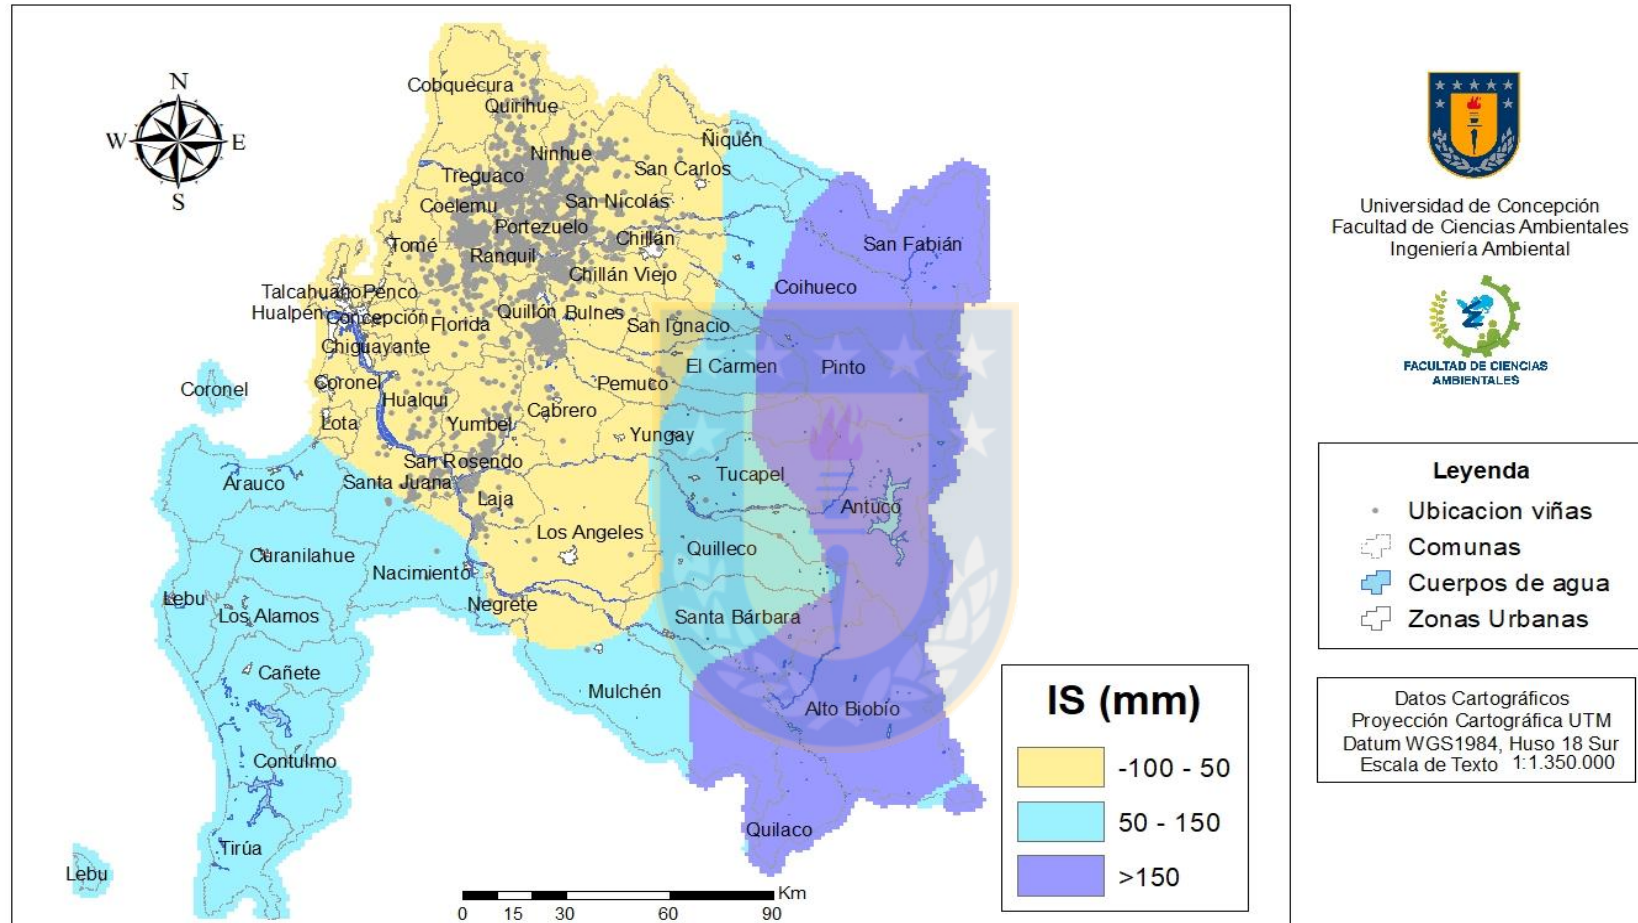 N
W
E
S
Cobquecura
Quirihue
Ninhue
Ñiquén
San Carlos
Treguaco
Coelemu
San Nicolás
Portezuelo
Tomé
Chillán
San Fabián
Ranquil
Chillán Viejo
Coihueco
Talcahuano
Penco
Hualpén
Concepción
Florida
Quillón
Bulnes
San Ignacio
Chiguayante
El Carmen
Pinto
Coronel
Coronel
Pemuco
Hualqui
Cabrero
Lota
Yumbel
Yungay
San Rosendo
Tucapel
Arauco
Santa Juana
Laja
Antuco
Los Angeles
Quilleco
Curanilahue
Nacimiento
Lebu
Negrete
Los Alamos
Santa Bárbara
Cañete
Mulchén
Alto Biobío
Contulmo
Quilaco
Tirúa
Lebu
Km
0 15 30 60 90
IS (mm)
-100 - 50
50 - 150
>150
Universidad de Concepción
Facultad de Ciencias Ambientales
Ingeniería Ambiental
FACULTAD DE CIENCIAS
AMBIENTALES
Leyenda
Ubicacion viñas
Comunas
Cuerpos de agua
Zonas Urbanas
Datos Cartográficos
Proyección Cartográfica UTM
Datum WGS1984, Huso 18 Sur
Escala de Texto 1:1.350.000